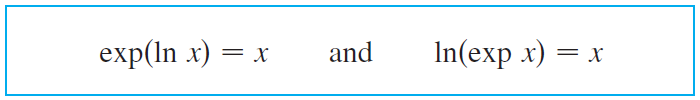 exp(ln x) = x and ln(exp x) = x